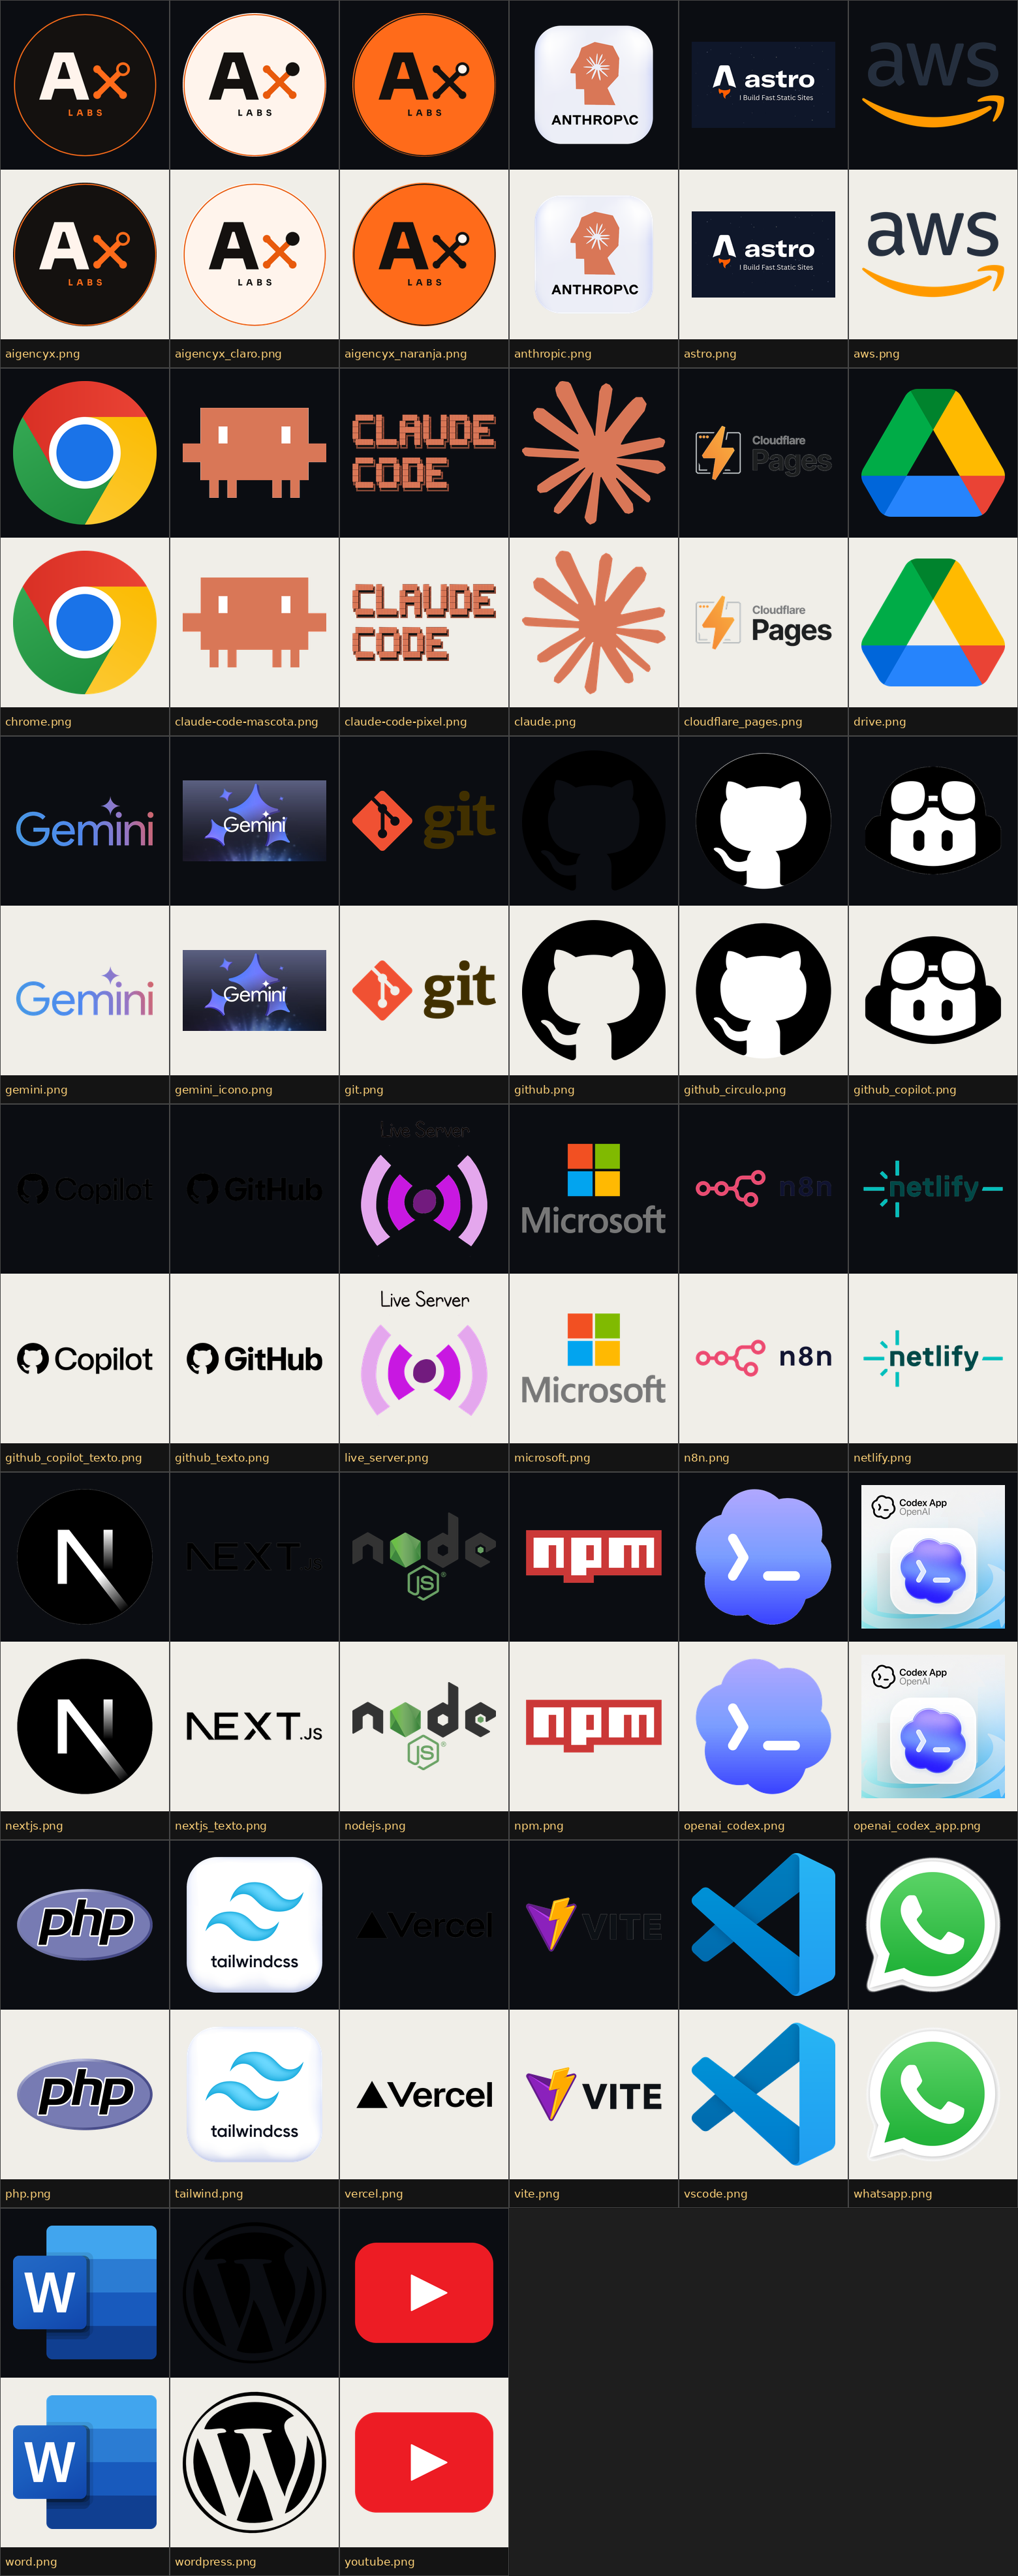 Ax
LABS
Ax
LABS
Ax
LABS
ANTHROP\C
astro
I Build Fast Static Sites
aws
Ax
LABS
Ax
LABS
Ax
LABS
ANTHROP\C
astro
I Build Fast Static Sites
aws
aigencyx.png
aigencyx_claro.png
aigencyx_naranja.png
anthropic.png
astro.png
aws.png
CLAUDE
CODE
Cloudflare
Pages
CLAUDE
CODE
Cloudflare
Pages
chrome.png
claude-code-mascota.png
claude-code-pixel.png
claude.png
cloudflare_pages.png
drive.png
Gemini
Gemini
git
Gemini
Gemini
git
gemini.png
gemini_icono.png
git.png
github.png
github_circulo.png
github_copilot.png
Copilot
GitHub
Live Server
Microsoft
n8n
netlify
Copilot
GitHub
Live Server
Microsoft
n8n
netlify
github_copilot_texto.png
github_texto.png
live_server.png
microsoft.png
n8n.png
netlify.png
N
NEXT.JS
node
JS
®
npm
Codex App
OpenAI
N
NEXT.JS
node
JS
®
npm
Codex App
OpenAI
nextjs.png
nextjs_texto.png
nodejs.png
npm.png
openai_codex.png
openai_codex_app.png
php
tailwindcss
Vercel
VITE
php
tailwindcss
Vercel
VITE
php.png
tailwind.png
vercel.png
vite.png
vscode.png
whatsapp.png
W
W
W
W
word.png
wordpress.png
youtube.png